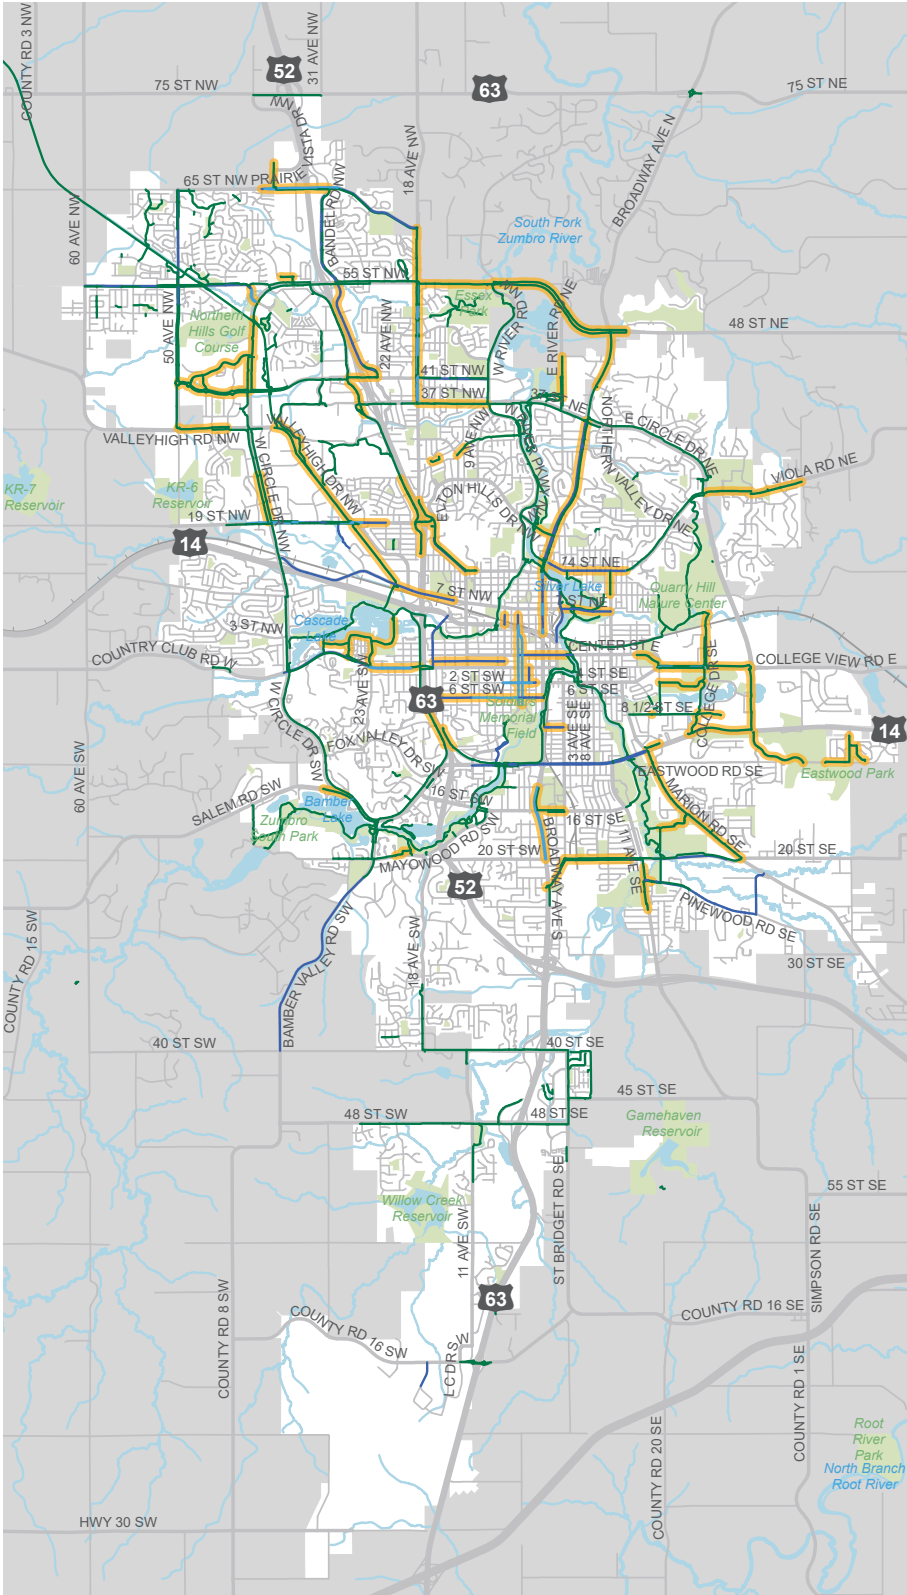 COUNTY RD 3 NW
31 AVE NW
52
75 ST NW
63
75 ST NE
E VISTA DR NW
18 AVE NW
BROADWAY AVE N
65 ST NW
PRAIRIE
BANDEL RD NW
60 AVE NW
South Fork
Zumbro River
55 ST NW
Essex
Park
W RIVER RD NW
E RIVER RD NE
50 AVE NW
Northern
Hills Golf
Course
22 AVE NW
48 ST NE
41 ST NW
37 ST NW
37 ST NE
NORTHERN VALLEY DR NE
E CIRCLE DR NE
VALLEYHIGH RD NW
VALLEYHIGH DR NW
W CIRCLE DR NW
9 AVE NW
W RIVER PKWY NW
VIOLA RD NE
KR-7
Reservoir
KR-6
Reservoir
ELTON HILLS DR NW
19 ST NW
14
14 ST NE
7 ST NW
Silver Lake
Quarry Hill
Nature Center
Cascade
Lake
3 ST NW
CENTER ST E
COUNTRY CLUB RD W
COLLEGE VIEW RD E
2 ST SW
6 ST SW
6 ST SE
8 1/2 ST SE
COLLEGE DR SE
63
23 AVE SW
Soldiers
Memorial
Field
3 AVE SE
8 AVE SE
14
W CIRCLE DR SW
FOX VALLEY DR SW
EASTWOOD RD SE
Eastwood Park
60 AVE SW
SALEM RD SW
Bamber
Lake
16 ST SW
MARION RD SE
Zumbro
South Park
16 ST SE
11 AVE SE
MAYOWOOD RD SW
20 ST SW
20 ST SE
BROADWAY AVE S
52
PINEWOOD RD SE
COUNTY RD 15 SW
BAMBER VALLEY RD SW
18 AVE SW
30 ST SE
40 ST SW
40 ST SE
45 ST SE
48 ST SW
48 ST SE
Gamehaven
Reservoir
Willow Creek
Reservoir
55 ST SE
11 AVE SW
ST BRIDGET RD SE
SIMPSON RD SE
63
COUNTY RD 8 SW
COUNTY RD 16 SW
COUNTY RD 16 SE
L C DR SW
COUNTY RD 1 SE
COUNTY RD 20 SE
Root
River
Park
North Branch
Root River
HWY 30 SW